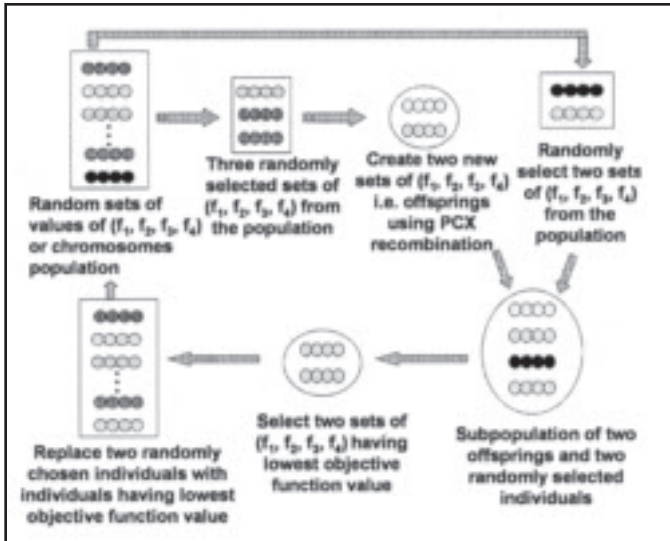 Random sets of
values of (f1, f2, f3, f4)
or chromosomes
population
Three randomly
selected sets of
(f1, f2, f3, f4) from
the population
Create two new
sets of (f1, f2, f2, f4)
i.e. offsprings
using PCX
recombination
Randomly
select two sets
of (f1, f2, f3, f4)
from the
population
Subpopulation of two
offsprings and two
randomly selected
individuals
Select two sets of
(f1, f2, f3, f4) having
lowest objective
function value
Replace two randomly
chosen individuals with
individuals having lowest
objective function value